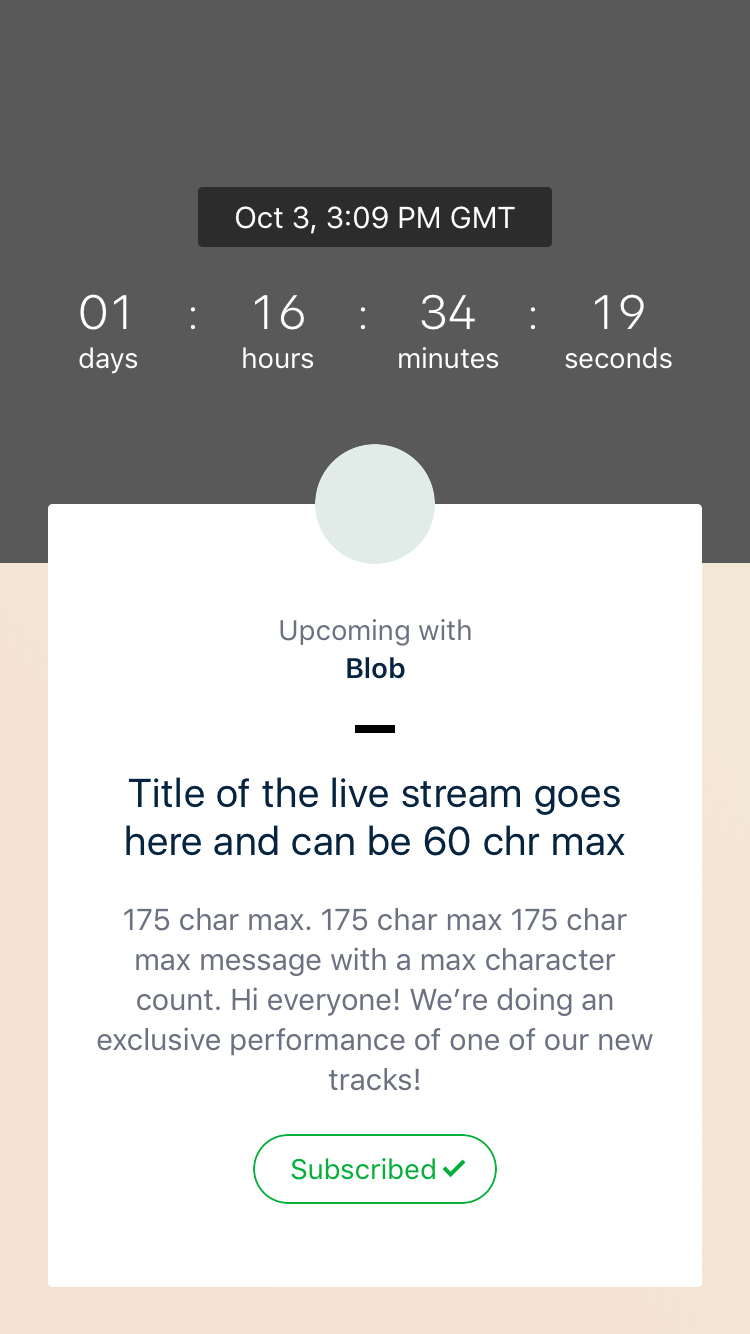 Oct 3, 3:09 PM GMT
01 : 16 : 34 : 19
days hours minutes seconds
Upcoming with
Blob
Title of the live stream goes
here and can be 60 chr max
175 char max. 175 char max 175 char
max message with a max character
count. Hi everyone! We’re doing an
exclusive performance of one of our new
tracks!
Subscribed